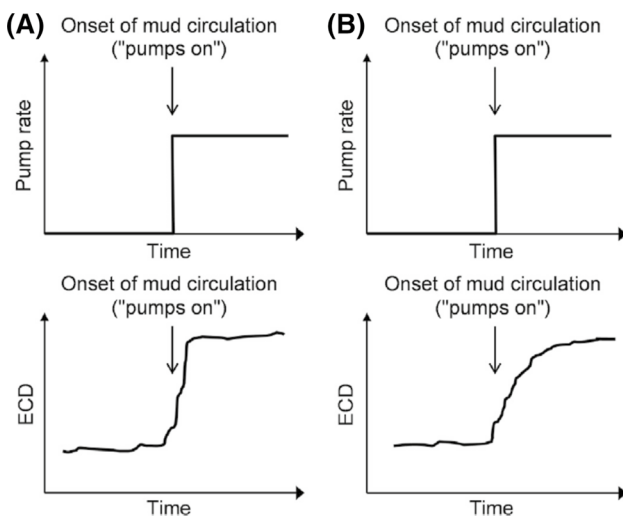 (A)
Onset of mud circulation
("pumps on")
Pump rate
Time
(B)
Onset of mud circulation
("pumps on")
Pump rate
Time
Onset of mud circulation
("pumps on")
ECD
Time
Onset of mud circulation
("pumps on")
ECD
Time